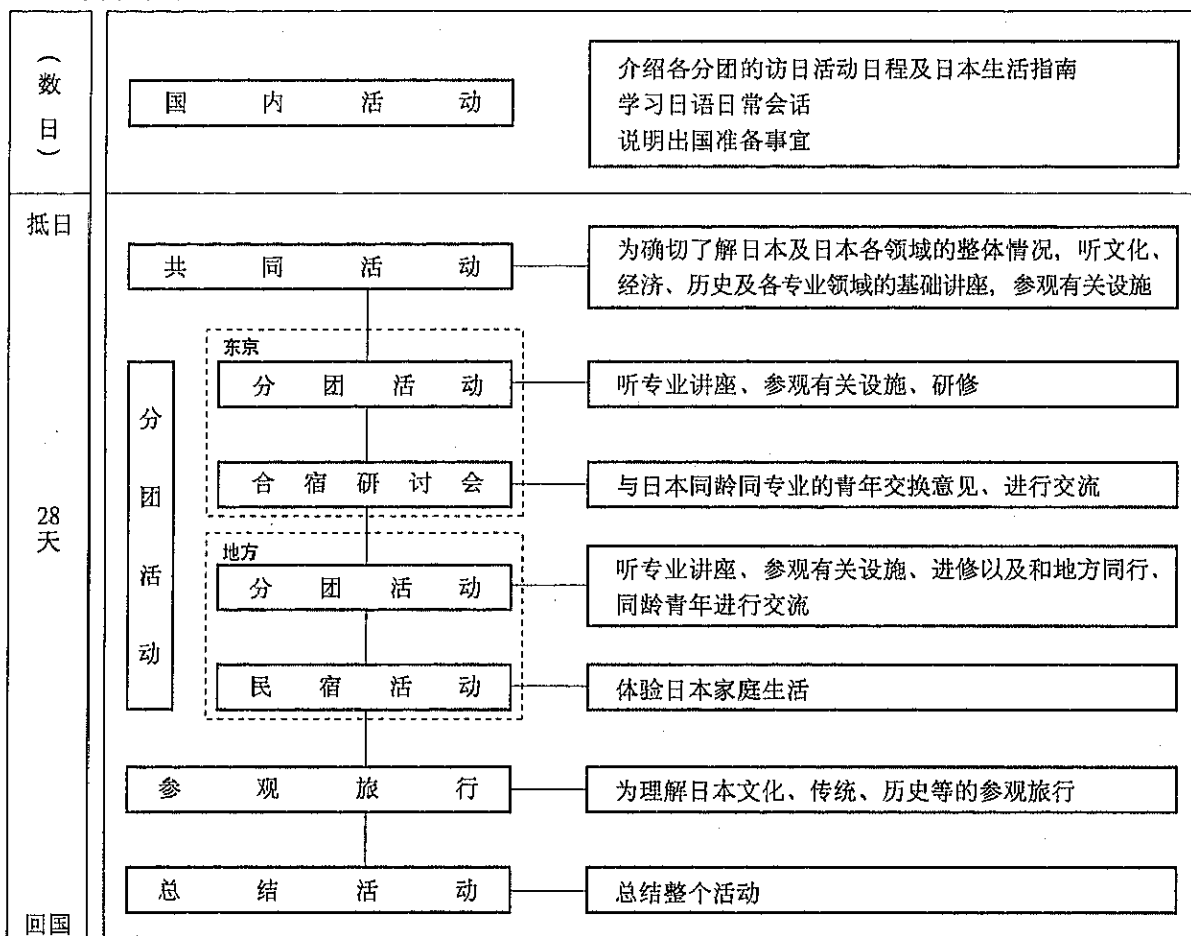 （数日）
国内活动
介绍各分团的访日活动日程及日本生活指南
学习日语日常会话
说明出国准备事宜
抵日
28
天
回国
共同活动
为确切了解日本及日本各领域的整体情况，听文化、
经济、历史及各专业领域的基础讲座，参观有关设施
分团活动
东京
分团活动
听专业讲座、参观有关设施、研修
合宿研讨会
与日本同龄同专业的青年交换意见、进行交流
地方
分团活动
听专业讲座、参观有关设施、进修以及和地方同行、
同龄青年进行交流
民宿活动
体验日本家庭生活
参观旅行
为理解日本文化、传统、历史等的参观旅行
总结活动
总结整个活动